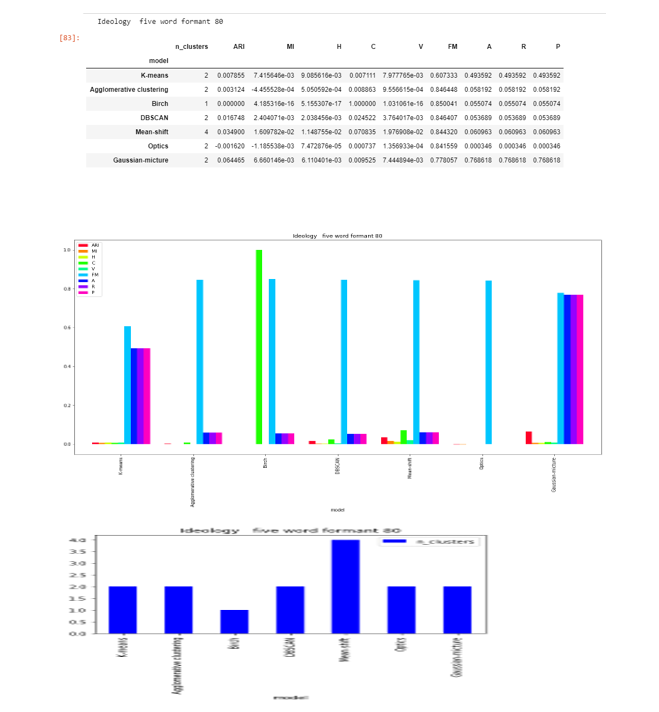 Ideology five word formant 80
[83]:
n_clusters ARI MI H C V FM A R P
model
K-means 2 0.007855 7.415646e-03 9.085616e-03 0.007111 7.977765e-03 0.607333 0.493592 0.493592 0.493592
Agglomerative clustering 2 0.003124 -4.455528e-04 5.050592e-04 0.008863 9.556615e-04 0.846448 0.058192 0.058192 0.058192
Birch 1 0.000000 4.185316e-16 5.155307e-17 1.000000 1.031061e-16 0.850041 0.055074 0.055074 0.055074
DBSCAN 2 0.016748 2.404071e-03 2.038456e-03 0.024522 3.764017e-03 0.846407 0.053689 0.053689 0.053689
Mean-shift 4 0.034900 1.609782e-02 1.148755e-02 0.070835 1.976908e-02 0.844320 0.060963 0.060963 0.060963
Optics 2 -0.001620 -1.185538e-04 7.472876e-05 0.000737 1.356933e-04 0.841559 0.000346 0.000346 0.000346
Gaussian-micture 2 0.064465 6.660146e-03 6.110401e-03 0.009525 7.444894e-03 0.778057 0.768618 0.768618 0.768618
Ideology five word formant 80
ARI
MI
H
C
V
FM
A
R
P
1.0
0.8
0.6
0.4
0.2
0.0
K-means
Agglomerative clustering
Birch
DBSCAN
Mean-shift
Optics
Gaussian-micture
model
Ideology five word formant 80
n_clusters
4.0
3.5
3.0
2.5
2.0
1.5
1.0
0.5
0.0
K-means
Agglomerative clustering
Birch
DBSCAN
Mean-shift
Optics
Gaussian-micture
model